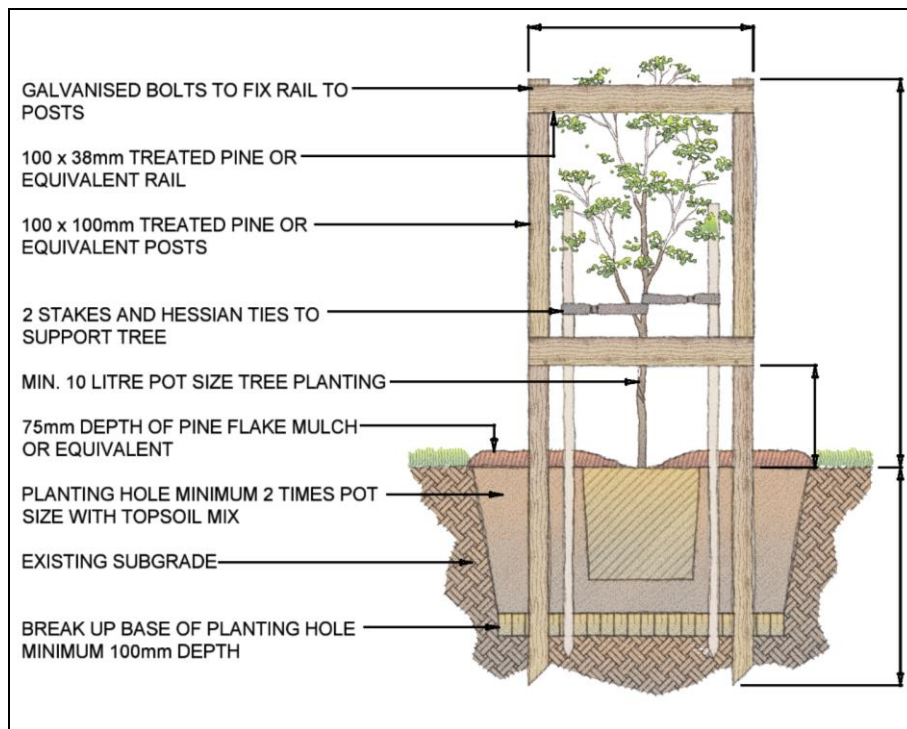 GALVANISED BOLTS TO FIX RAIL TO
POSTS
100 x 38mm TREATED PINE OR
EQUIVALENT RAIL
100 x 100mm TREATED PINE OR
EQUIVALENT POSTS
2 STAKES AND HESSIAN TIES TO
SUPPORT TREE
MIN. 10 LITRE POT SIZE TREE PLANTING
75mm DEPTH OF PINE FLAKE MULCH
OR EQUIVALENT
PLANTING HOLE MINIMUM 2 TIMES POT
SIZE WITH TOPSOIL MIX
EXISTING SUBGRADE
BREAK UP BASE OF PLANTING HOLE
MINIMUM 100mm DEPTH